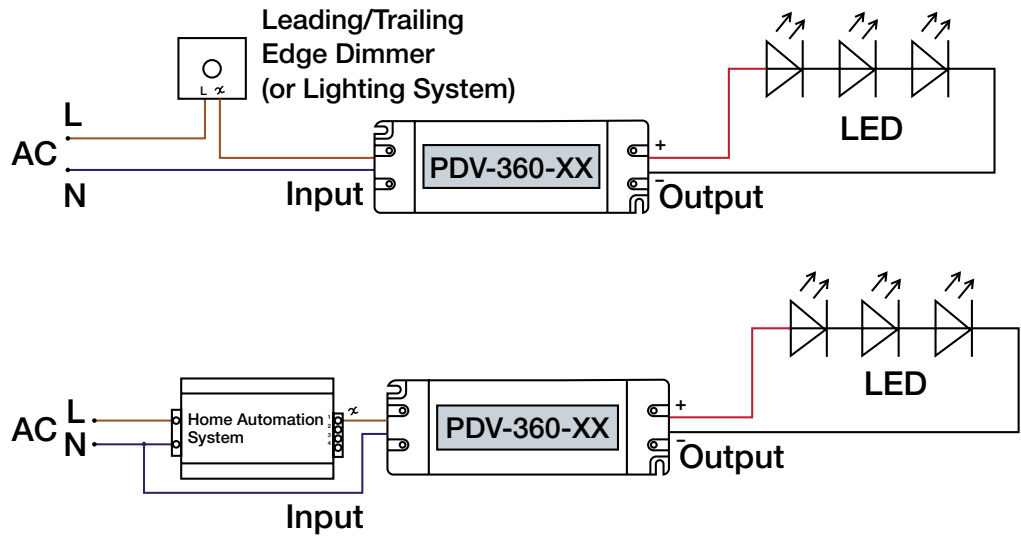 Leading/Trailing
Edge Dimmer
(or Lighting System)
L
L
AC
N
Input
PDV-360-XX
+
–
Output
LED
L
AC
N
Home Automation
System
1
2
3
4
Input
PDV-360-XX
+
–
Output
LED